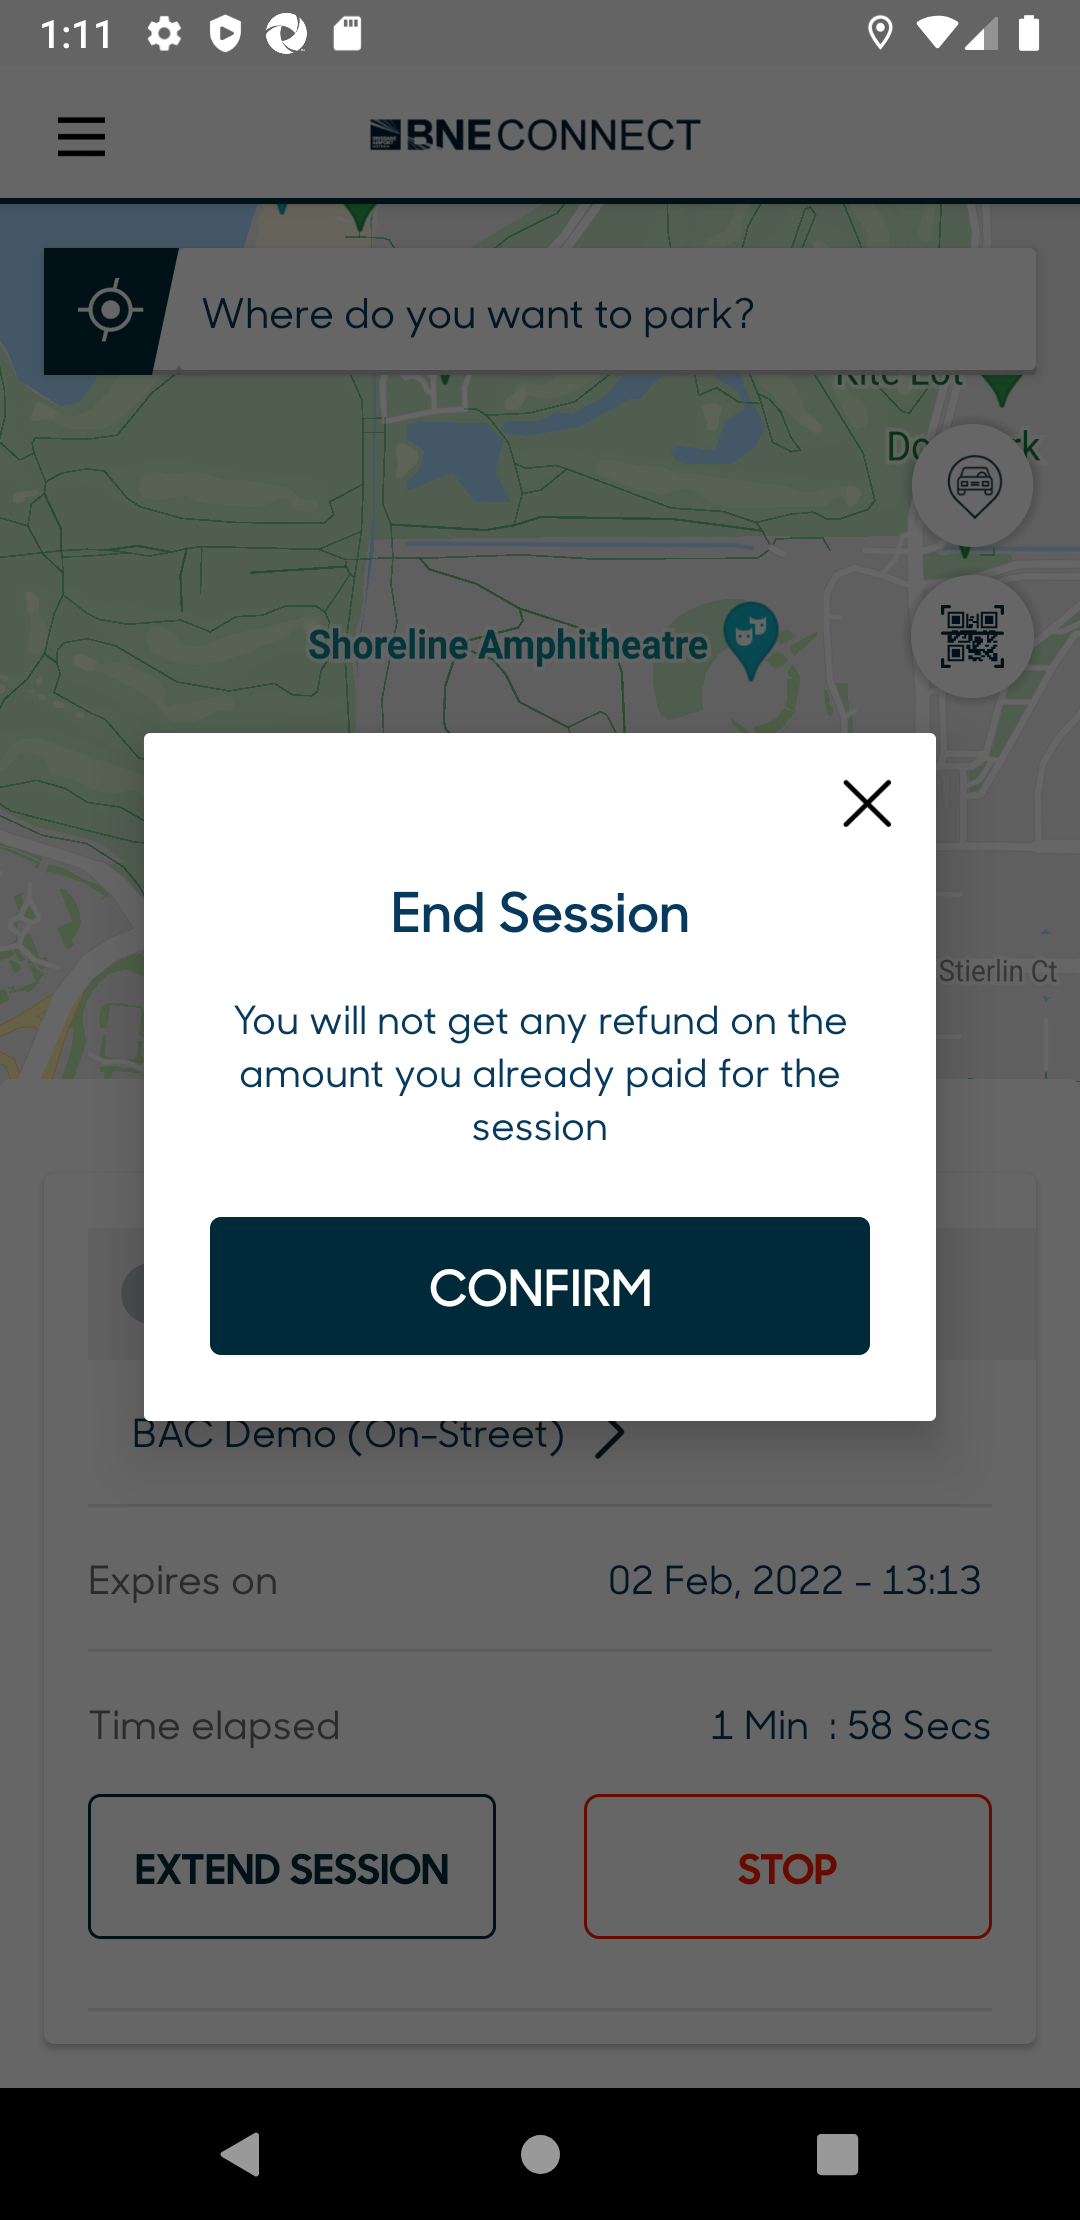 1:11
BNE CONNECT
Where do you want to park?
Kite Lot
Shoreline Amphitheatre
End Session
You will not get any refund on the
amount you already paid for the
session
Stierlin Ct
CONFIRM
BAC Demo (On-Street)
Expires on 02 Feb, 2022 - 13:13
Time elapsed 1 Min : 58 Secs
EXTEND SESSION STOP